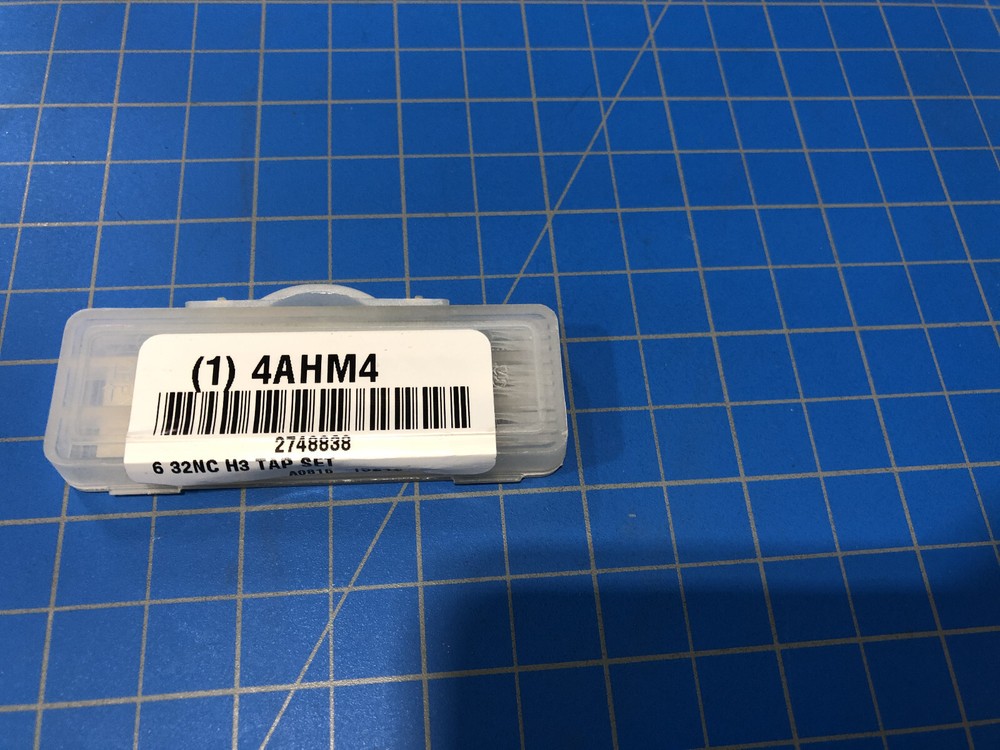 (1) 4AHM4
2748838
6 32NC H3 TAP SET